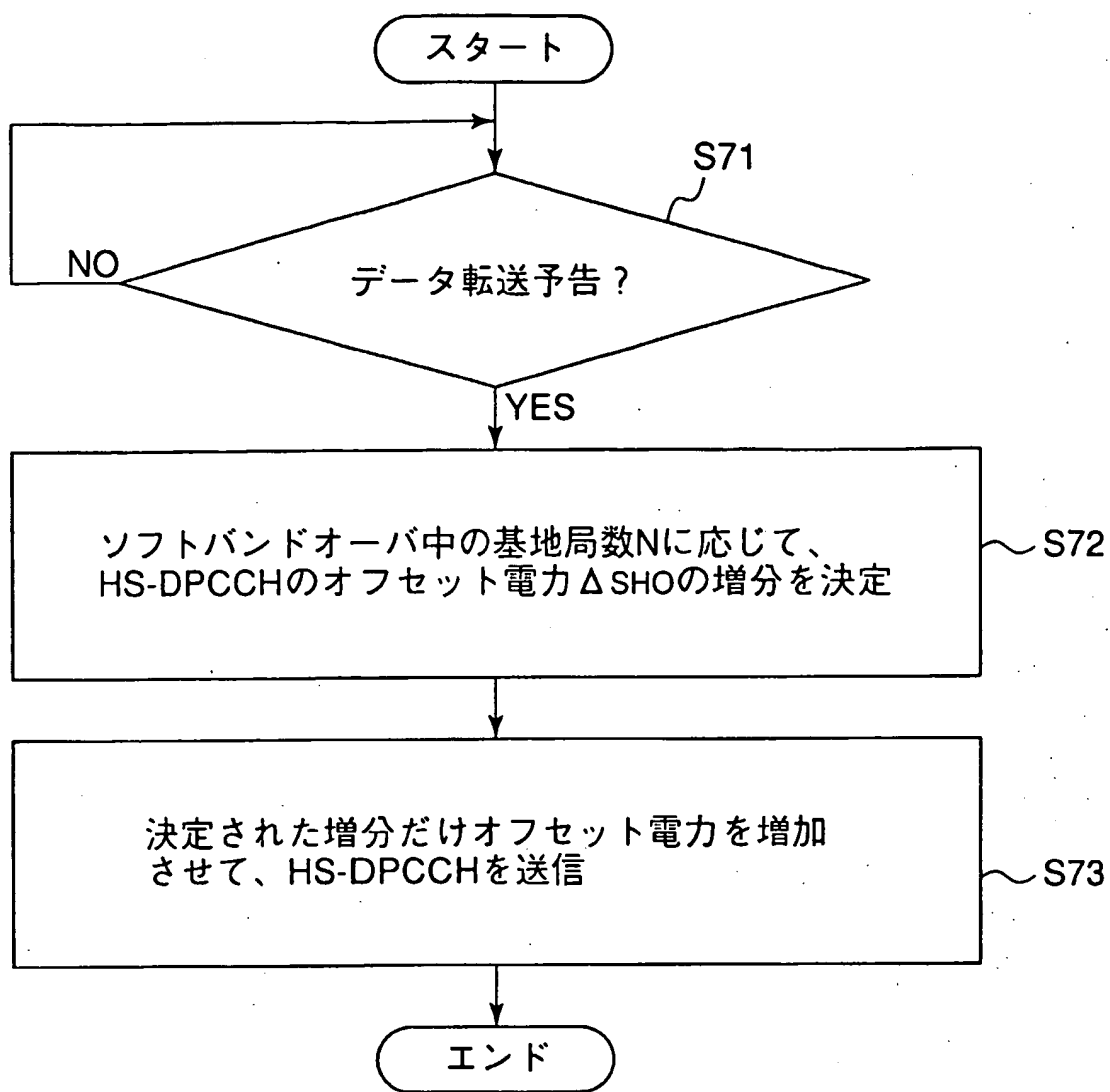 スタート
S71
NO
データ転送予告?
YES
ソフトバンドオーバ中の基地局数Nに応じて、
HS-DPCCHのオフセット電力ΔSHOの増分を決定
S72
決定された増分だけオフセット電力を増加
させて、HS-DPCCHを送信
S73
エンド